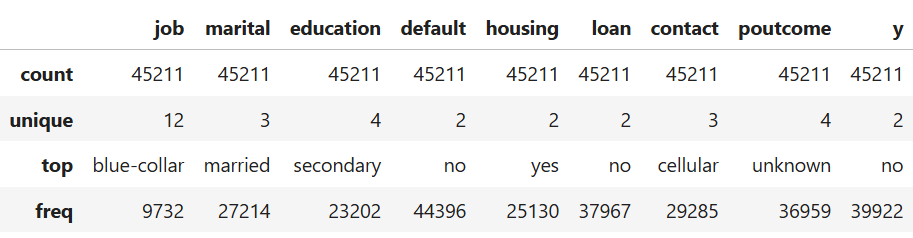 job marital education default housing loan contact poutcome y
count 45211 45211 45211 45211 45211 45211 45211 45211 45211
unique 12 3 4 2 2 2 3 4 2
top blue-collar married secondary no yes no cellular unknown no
freq 9732 27214 23202 44396 25130 37967 29285 36959 39922